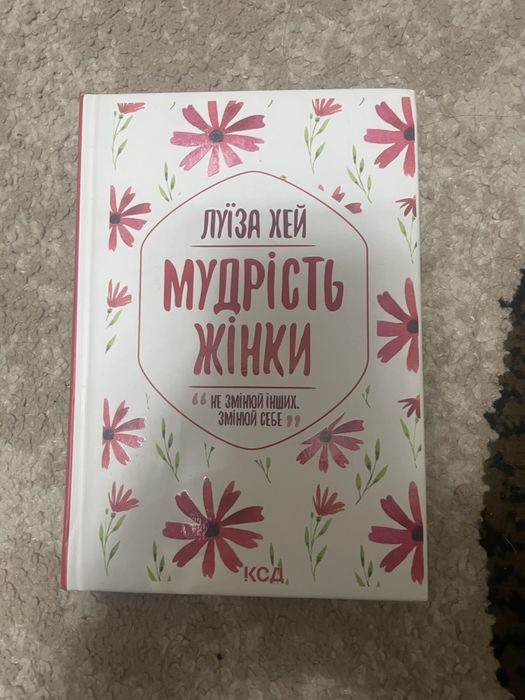 ЛУЇЗА ХЕЙ
МУДРІСТЬ
ЖІНКИ
“НЕ ЗМІНЮЙ ІНШИХ.
ЗМІНЮЙ СЕБЕ”
КСД